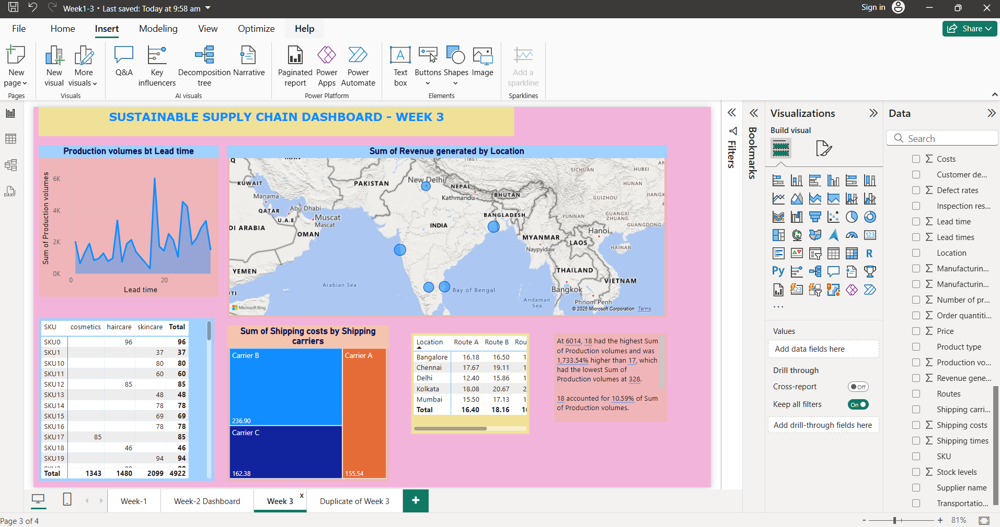 Week1-3 • Last saved: Today at 9:58 am
Sign in
File Home Insert Modeling View Optimize Help
Share
New page
New visual
More visuals
Q&A
Key influencers
Decomposition tree
Narrative
Paginated report
Power Apps
Power Automate
Text box
Buttons
Shapes
Image
Add a sparkline
Pages
Visuals
AI visuals
Power Platform
Elements
Sparklines
SUSTAINABLE SUPPLY CHAIN DASHBOARD - WEEK 3
Production volumes bt Lead time
Sum of Production volumes
6K
4K
2K
0K
0
20
Lead time
Sum of Revenue generated by Location
TIBET
SICHUAN
HUBEI
KUWAIT
PAKISTAN
New Delhi
NEPAL
HUNAN
Manama
Kathmandu
BHUTAN
GUIZHOU
JIANGX
QATAR
Abu Dhabi
BANGLADESH
YUNNAN
GUANGXI
ZHUANG
U.A.E.
Muscat
Muscat
INDIA
GUANGDONG
DI ARABIA
OMAN
MYANMAR
Hanoi
LAOS
HAINAN
Naypyidaw
YEMEN
THAILAND
VIETNAM
Arabian Sea
Bay of Bengal
Bangkok
Andaman
Sea
Phnom Penh
Microsoft Bing
© 2025 Microsoft Corporation Terms
SKU cosmetics haircare skincare Total
SKU0 96 96
SKU1 37 37
SKU10 80 80
SKU11 60 60
SKU12 85 85
SKU13 48 48
SKU14 78 78
SKU15 69 69
SKU16 78 78
SKU17 85 85
SKU18 46 46
SKU19 94 94
Total 1343 1480 2099 4922
Sum of Shipping costs by Shipping
carriers
Carrier B
236.90
Carrier C
162.38
Carrier A
155.54
Location Route A Route B Rou
Bangalore 16.18 16.50 1
Chennai 17.67 19.11 1
Delhi 12.40 15.86 1
Kolkata 18.08 20.67 2
Mumbai 15.50 17.13 1
Total 16.40 18.16 1
At 6014, 18 had the highest Sum
of Production volumes and was
1,733.54% higher than 17, which
had the lowest Sum of
Production volumes at 328.
18 accounted for 10.59% of Sum
of Production volumes.
Filters
Bookmarks
Visualizations
Build visual
123
R
Py
123
...
Values
Add data fields here
Drill through
Cross-report Off
Keep all filters On
Add drill-through fields here
Data
Search
Costs
Customer de...
Defect rates
Inspection res...
Lead time
Lead times
Location
Manufacturin...
Manufacturin...
Number of pr...
Order quantiti...
Price
Product type
Production vo...
Revenue gene...
Routes
Shipping carri...
Shipping costs
Shipping times
SKU
Stock levels
Supplier name
Transportatio...
DAX
Week-1
Week-2 Dashboard
Week 3 x
Duplicate of Week 3
+
Page 3 of 4
- + 81%